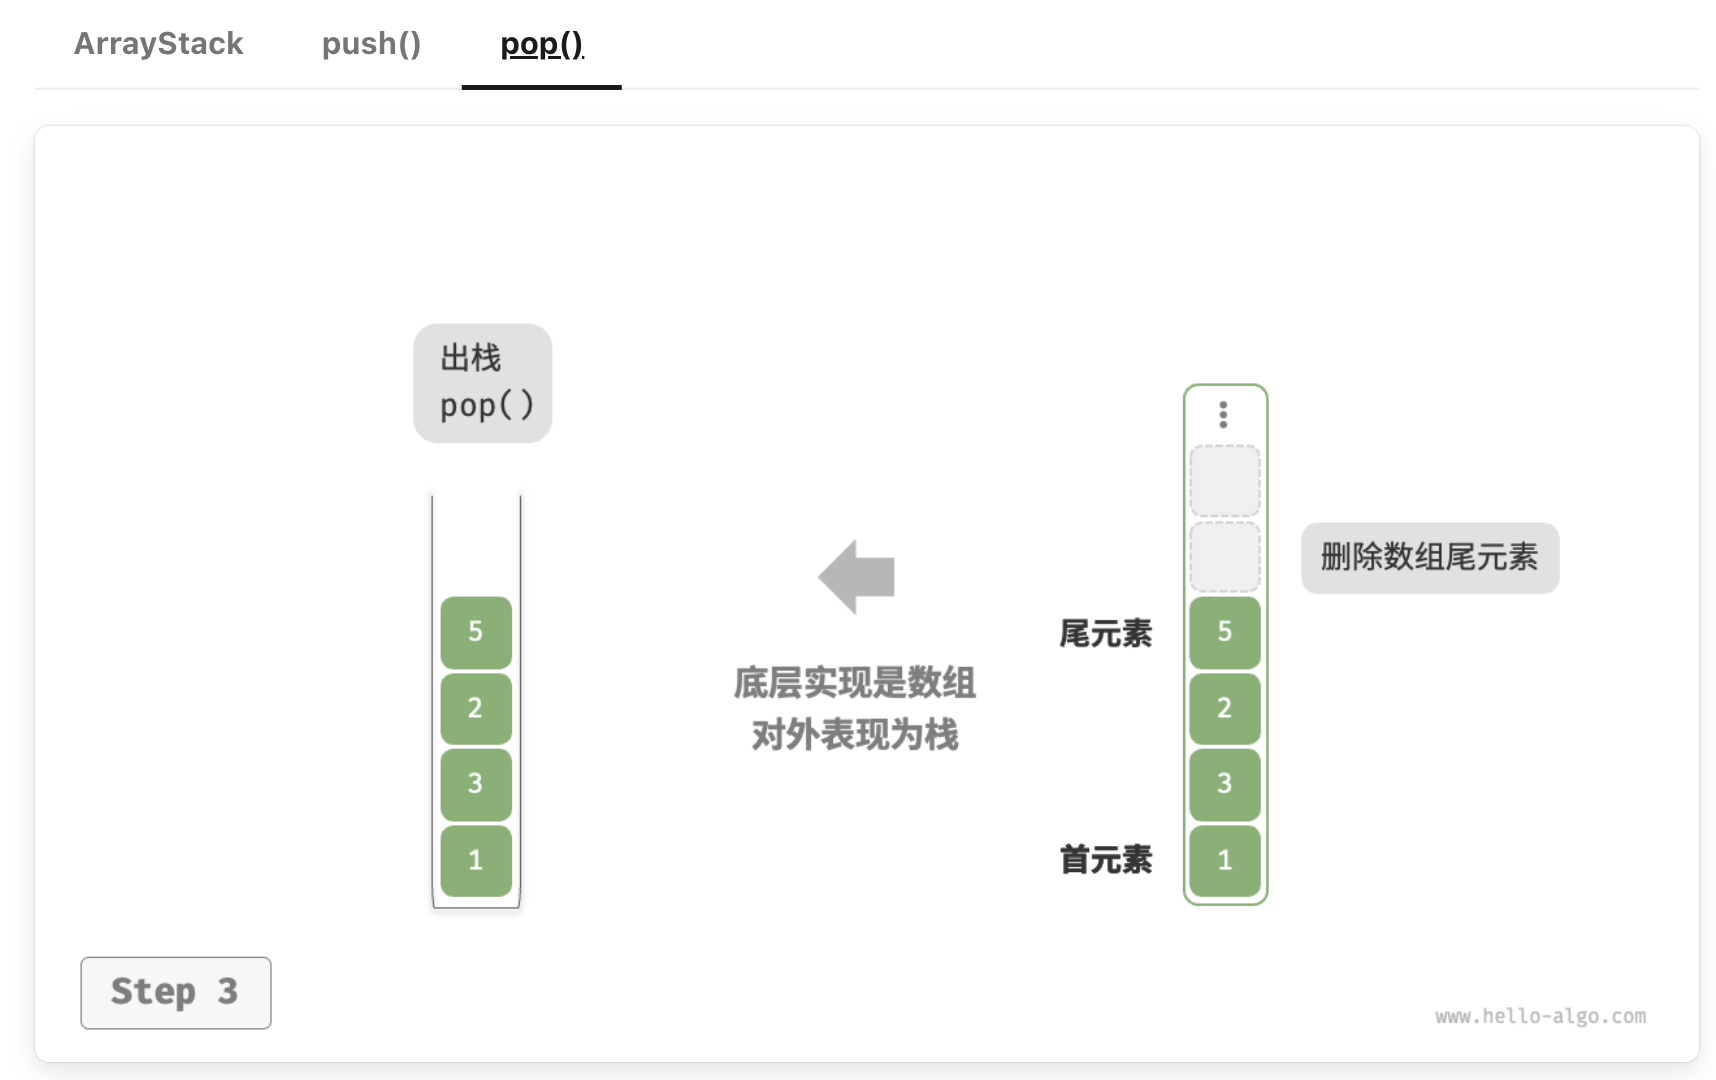 ArrayStack push() pop()
出栈
pop()
5
2
3
1
底层实现是数组
对外表现为栈
删除数组尾元素
尾元素 5
2
3
首元素 1
Step 3
www.hello-algo.com